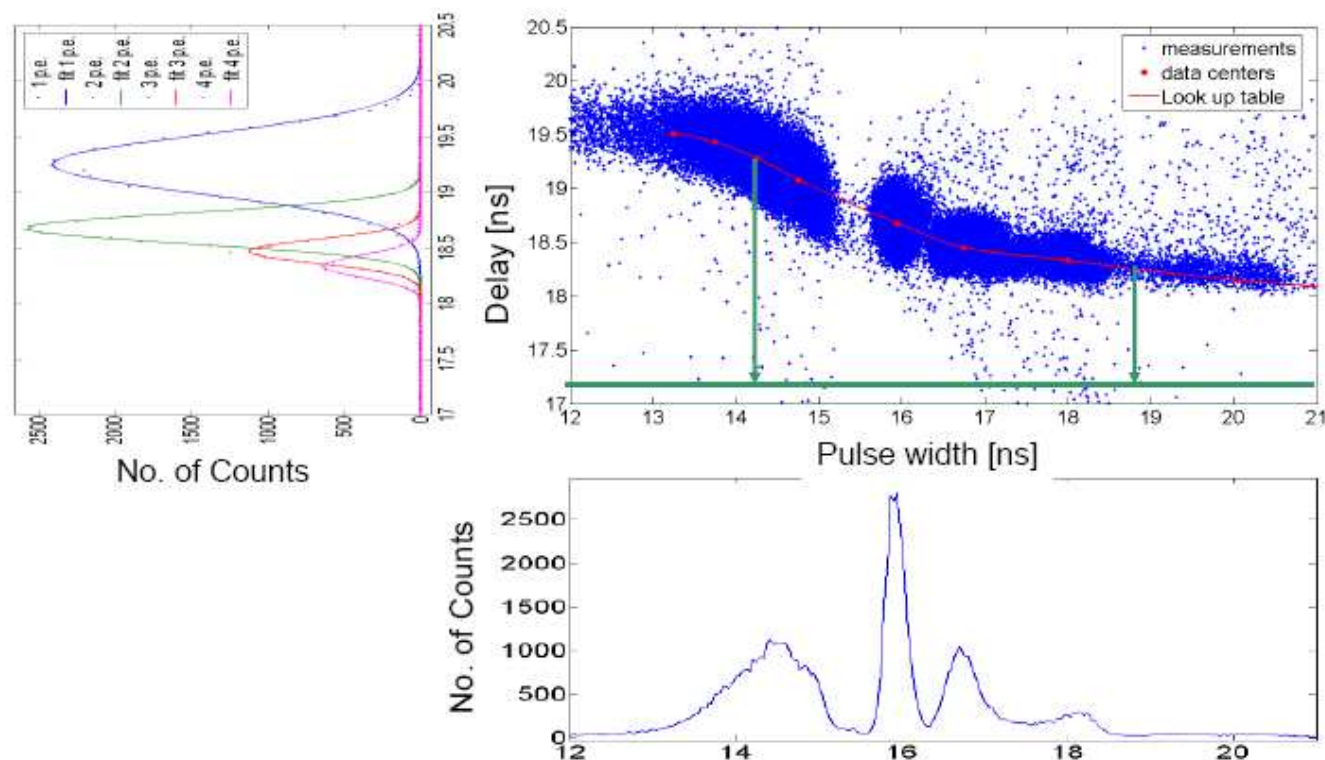 1 p.e.
fit 1 p.e.
2 p.e.
fit 2 p.e.
3 p.e.
fit 3 p.e.
4 p.e.
fit 4 p.e.
17 17.5 18 18.5 19 19.5 20 20.5
2500 2000 1500 1000 500 0
No. of Counts
measurements
data centers
Look up table
20.5
20
19.5
19
18.5
18
17.5
17
Delay [ns]
12 13 14 15 16 17 18 19 20 21
Pulse width [ns]
No. of Counts
2500
2000
1500
1000
500
0
12 14 16 18 20